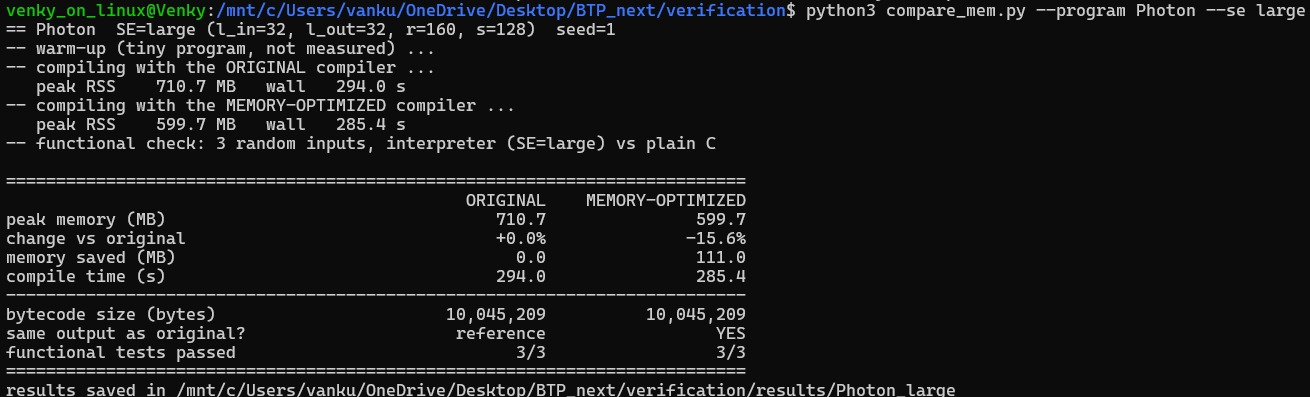 venky_on_linux@Venky:/mnt/c/Users/vanku/OneDrive/Desktop/BTP_next/verification$ python3 compare_mem.py --program Photon --se large
== Photon  SE=large (l_in=32, l_out=32, r=160, s=128)  seed=1
-- warm-up (tiny program, not measured) ...
-- compiling with the ORIGINAL compiler ...
   peak RSS    710.7 MB   wall   294.0 s
-- compiling with the MEMORY-OPTIMIZED compiler ...
   peak RSS    599.7 MB   wall   285.4 s
-- functional check: 3 random inputs, interpreter (SE=large) vs plain C
==========================================================================
                                              ORIGINAL    MEMORY-OPTIMIZED
peak memory (MB)                                 710.7               599.7
change vs original                               +0.0%              -15.6%
memory saved (MB)                                  0.0               111.0
compile time (s)                                 294.0               285.4
--------------------------------------------------------------------------
bytecode size (bytes)                       10,045,209          10,045,209
same output as original?                     reference                 YES
functional tests passed                            3/3                 3/3
==========================================================================
results saved in /mnt/c/Users/vanku/OneDrive/Desktop/BTP_next/verification/results/Photon_large